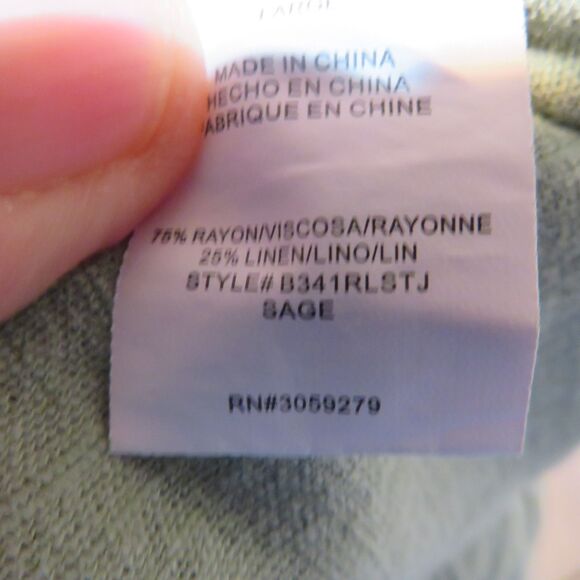 LARGE
MADE IN CHINA
HECHO EN CHINA
FABRIQUE EN CHINE
75% RAYON/VISCOSA/RAYONNE
25% LINEN/LINO/LIN
STYLE# B341RLSTJ
SAGE
RN#3059279